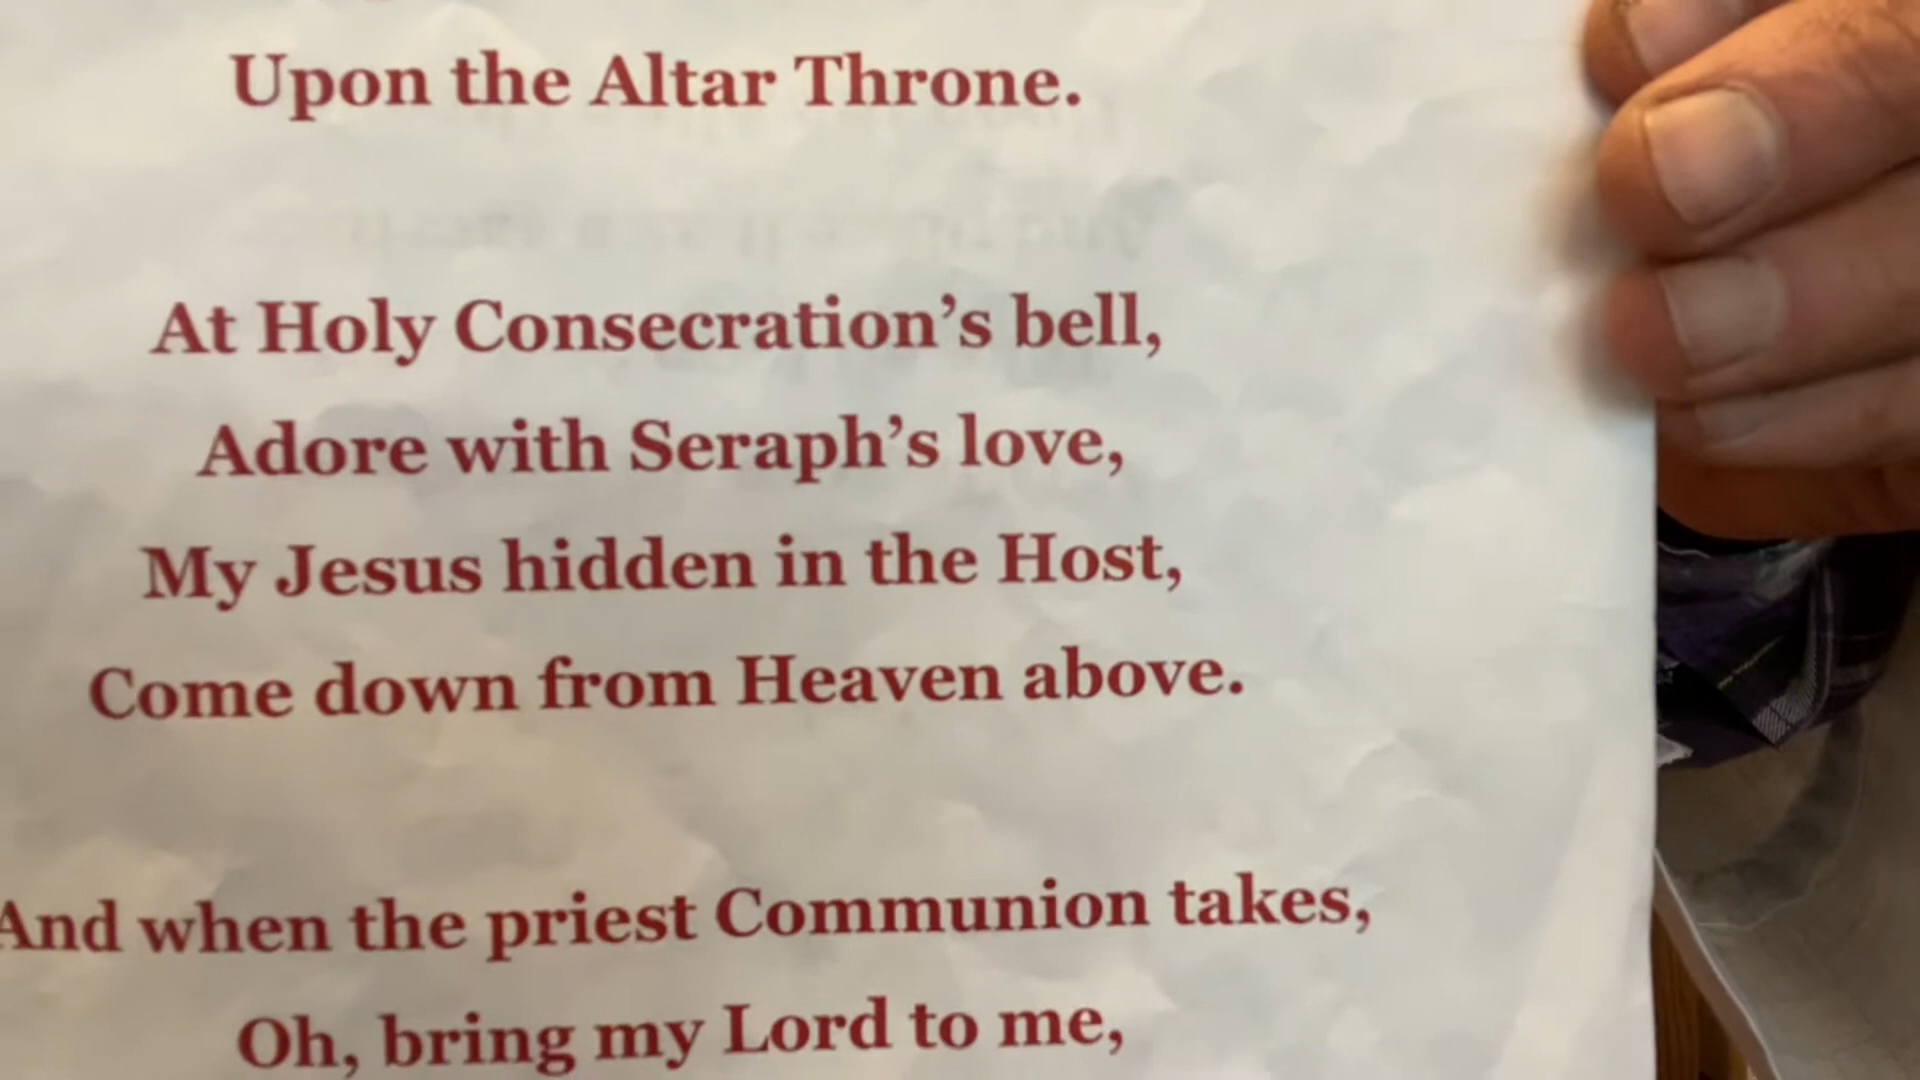 Upon the Altar Throne.
At Holy Consecration’s bell,
Adore with Seraph’s love,
My Jesus hidden in the Host,
Come down from Heaven above.
And when the priest Communion takes,
Oh, bring my Lord to me,